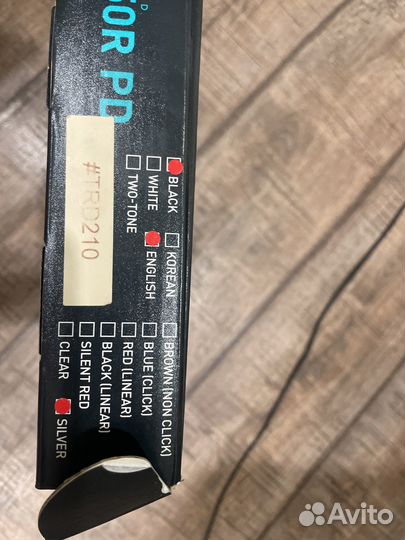 D
60R PD
BLACK
WHITE
TWO-TONE
KOREAN
ENGLISH
BROWN (NON CLICK)
BLUE (CLICK)
RED (LINEAR)
BLACK (LINEAR)
SILENT RED
CLEAR
SILVER
#TRD210
Avito